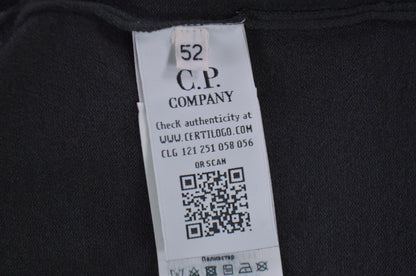 52
C.P.
COMPANY
Check authenticity at
WWW.CERTILOGO.COM
CLG 121 251 058 056
OR SCAN
Полиэстер